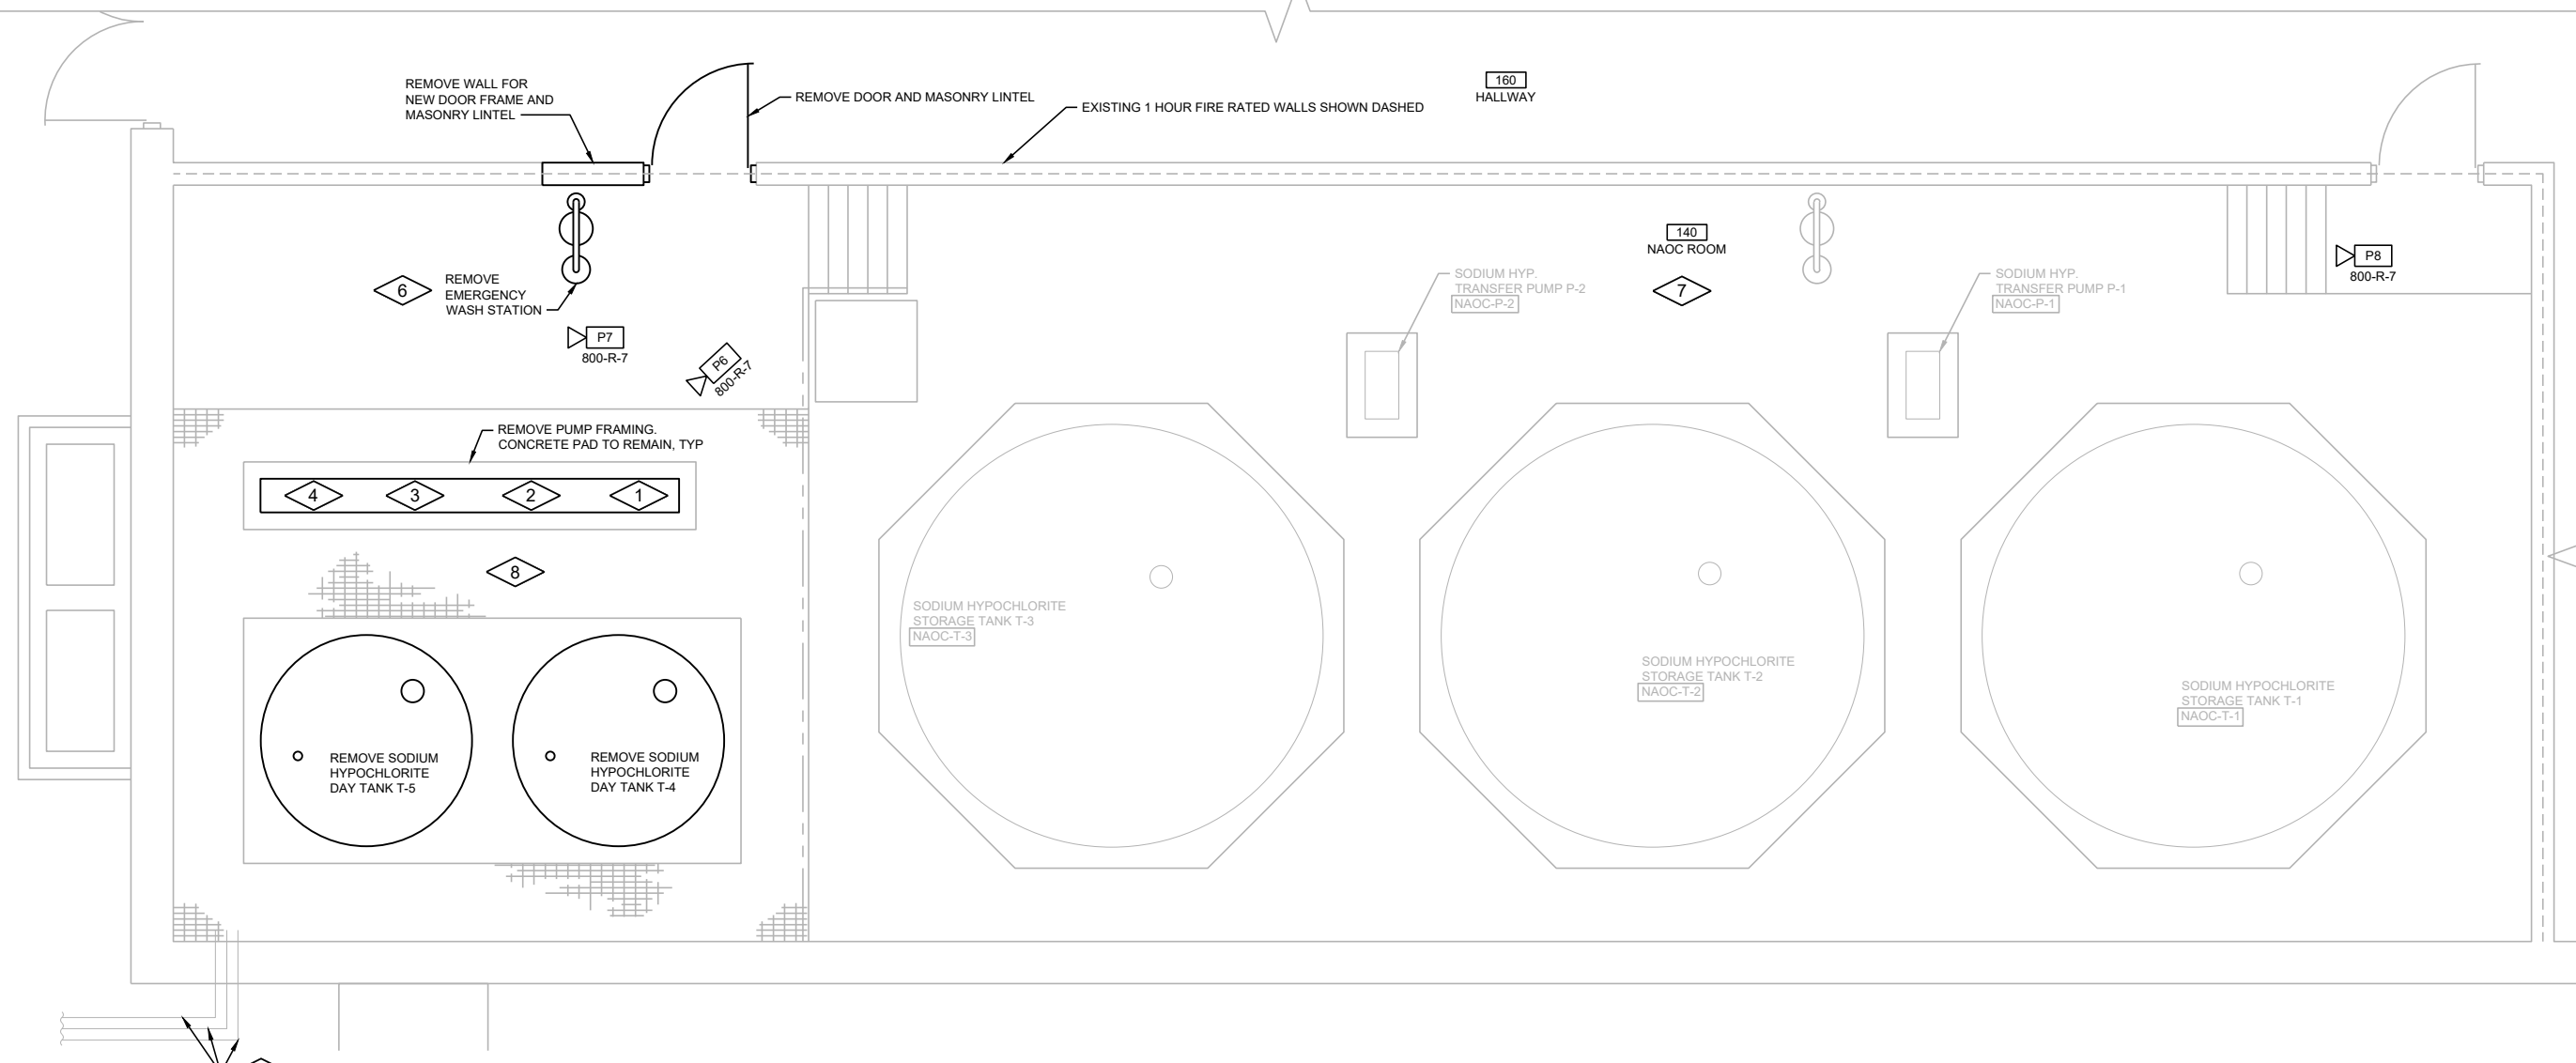 REMOVE WALL FOR
NEW DOOR FRAME AND
MASONRY LINTEL
REMOVE DOOR AND MASONRY LINTEL
EXISTING 1 HOUR FIRE RATED WALLS SHOWN DASHED
160
HALLWAY
6
REMOVE
EMERGENCY
WASH STATION
P7
800-R-7
P6
800-R-7
140
NAOC ROOM
7
SODIUM HYP.
TRANSFER PUMP P-2
NAOC-P-2
SODIUM HYP.
TRANSFER PUMP P-1
NAOC-P-1
P8
800-R-7
REMOVE PUMP FRAMING.
CONCRETE PAD TO REMAIN, TYP
4
3
2
1
8
SODIUM HYPOCHLORITE
STORAGE TANK T-3
NAOC-T-3
SODIUM HYPOCHLORITE
STORAGE TANK T-2
NAOC-T-2
SODIUM HYPOCHLORITE
STORAGE TANK T-1
NAOC-T-1
REMOVE SODIUM
HYPOCHLORITE
DAY TANK T-5
REMOVE SODIUM
HYPOCHLORITE
DAY TANK T-4